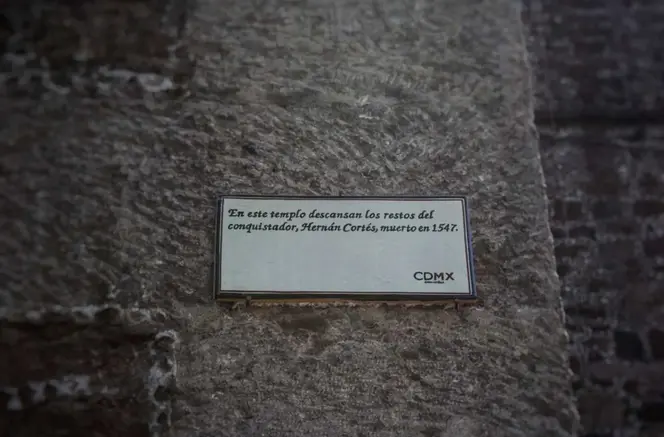 En este templo descansan los restos del
conquistador, Hernán Cortés, muerto en 1547.
CDMX